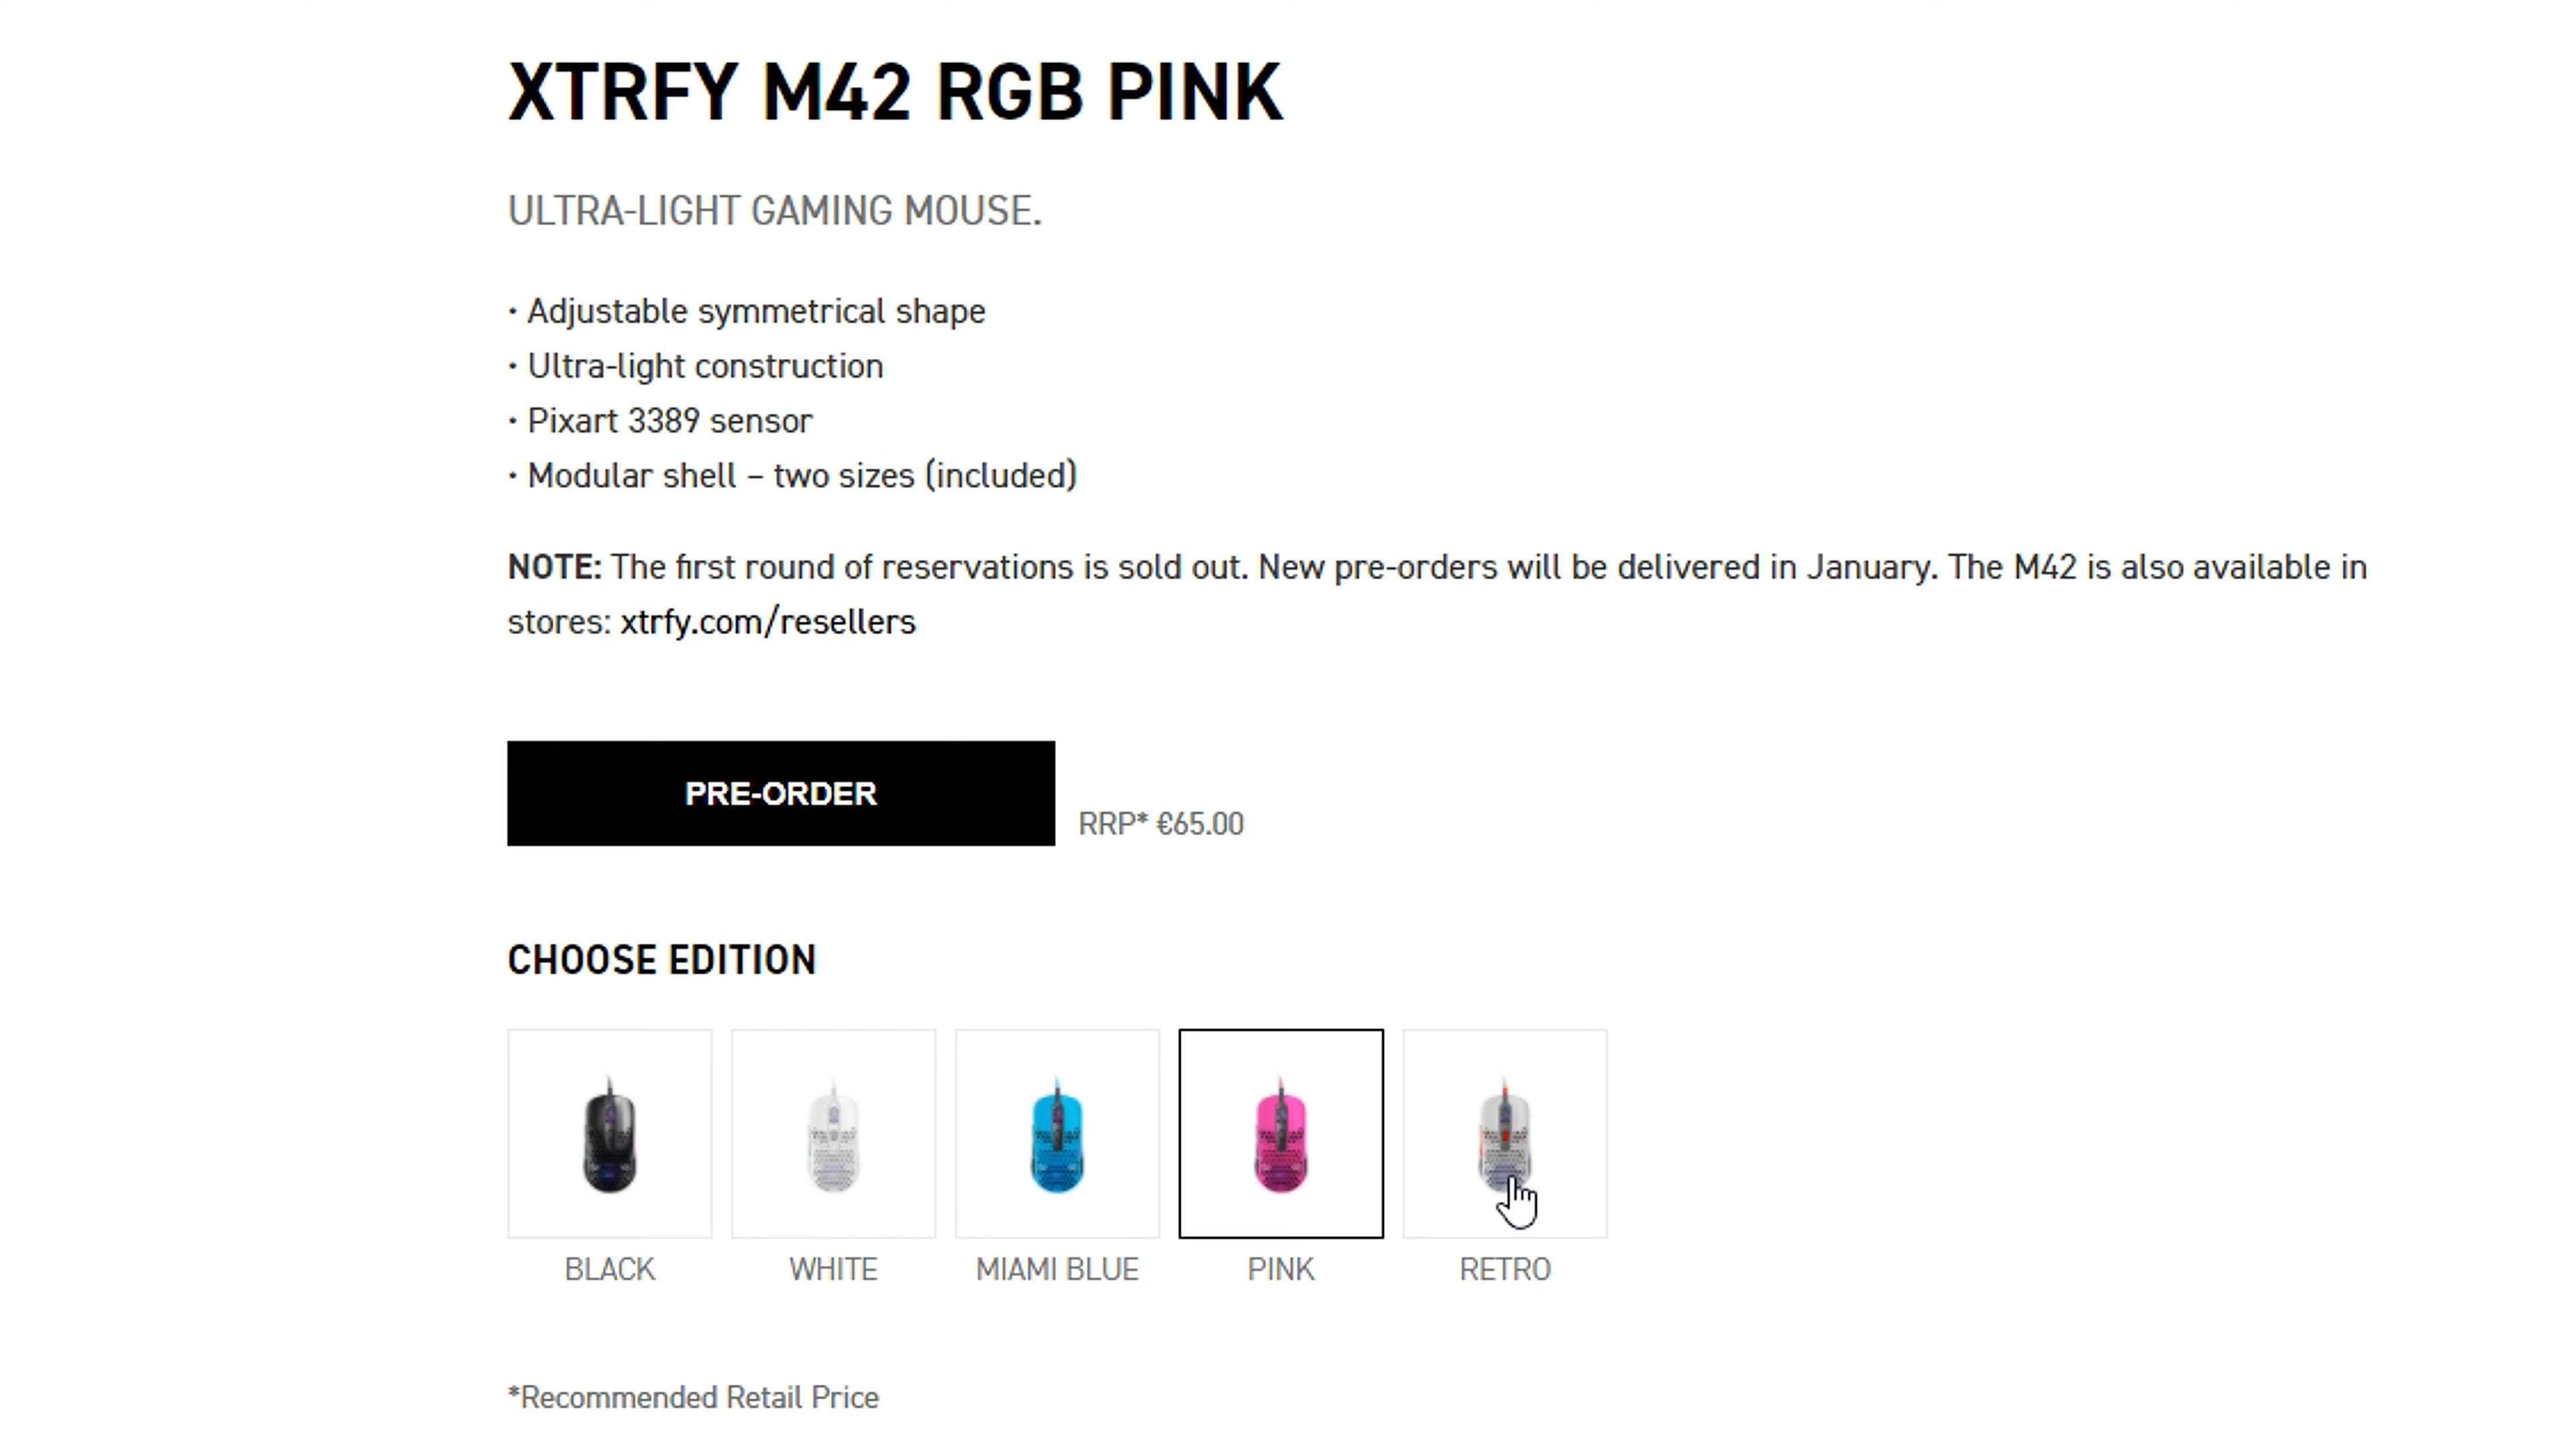 XTRFY M42 RGB PINK
ULTRA-LIGHT GAMING MOUSE.
• Adjustable symmetrical shape
• Ultra-light construction
• Pixart 3389 sensor
• Modular shell – two sizes (included)
NOTE: The first round of reservations is sold out. New pre-orders will be delivered in January. The M42 is also available in
stores: xtrfy.com/resellers
PRE-ORDER
RRP* €65.00
CHOOSE EDITION
BLACK
WHITE
MIAMI BLUE
PINK
RETRO
*Recommended Retail Price